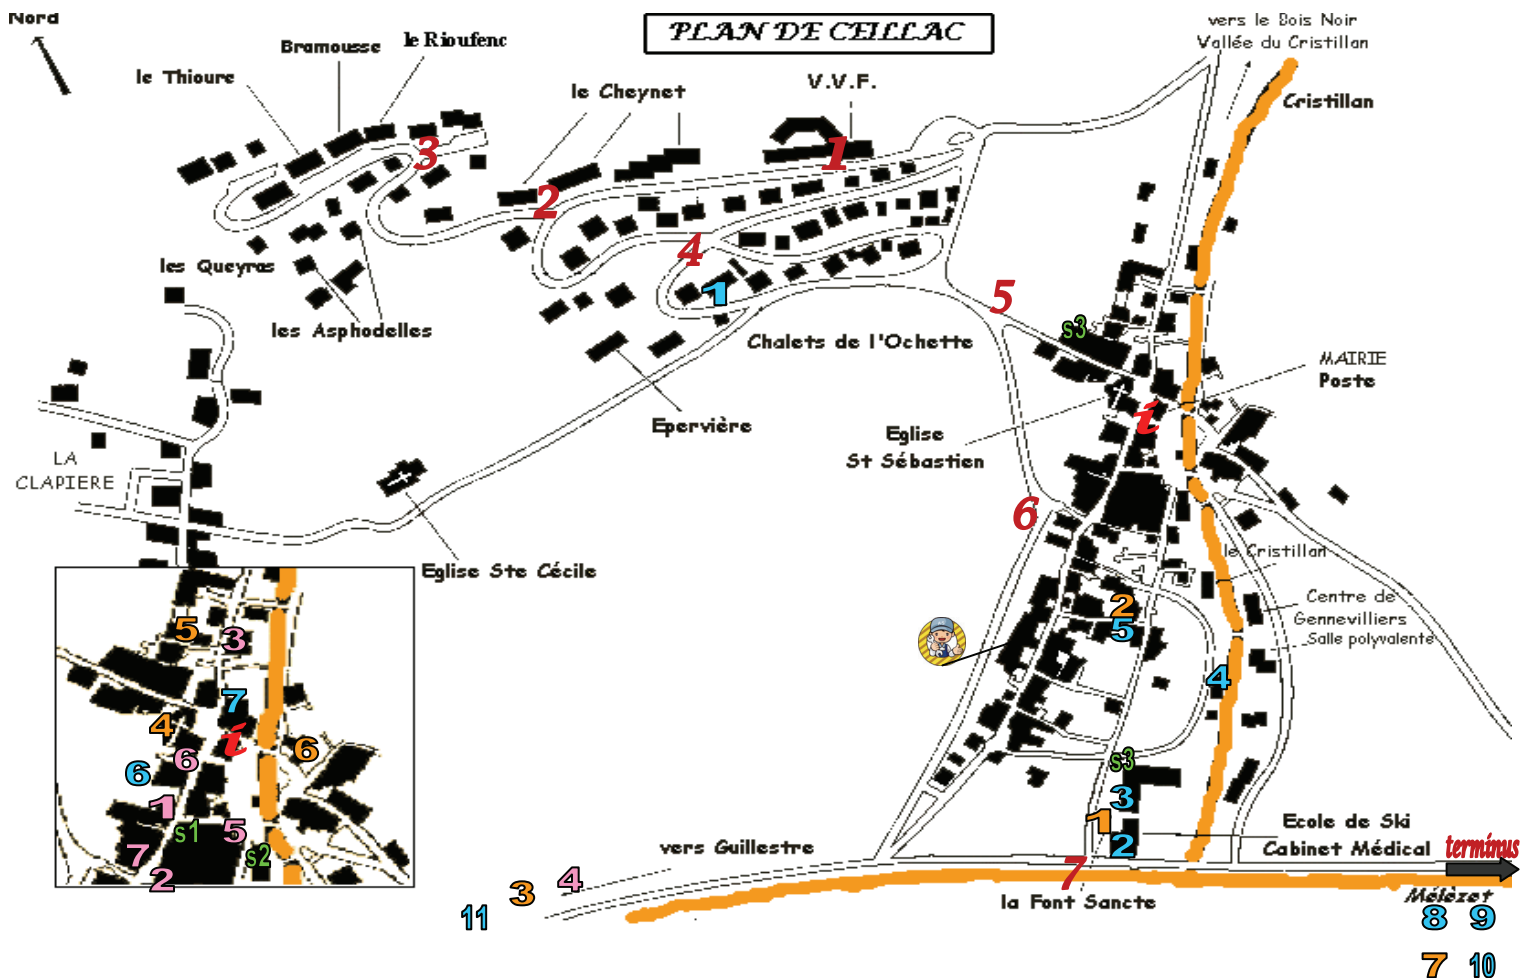 Nord
PLAN DE CEILLAC
vers le Bois Noir
Vallée du Cristillan
Bramousse
le Rioufenc
le Thioure
le Cheynet
V.V.F.
Cristillan
1
3
2
4
les Queyras
1
5
les Asphodelles
s3
Chalets de l'Ochette
MAIRIE
Poste
i
Epervière
Eglise
St Sébastien
LA
CLAPIERE
6
le Cristillan
Eglise Ste Cécile
Centre de
Gennevilliers
Salle polyvalente
2
5
4
5
3
7
4
i
6
6
6
1
s1
5
7
s2
2
s3
3
1
2
Ecole de Ski
Cabinet Médical
vers Guillestre
terminus
7
4
3
11
la Font Sancte
Mélèzet
8
9
7
10